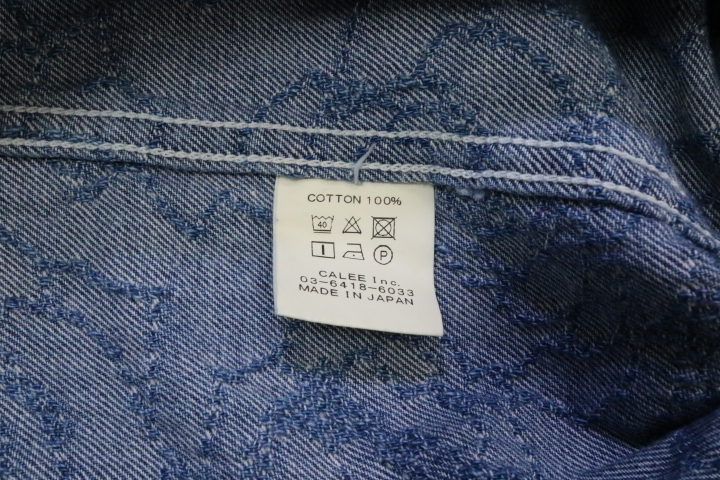 COTTON 100%
40
P
CALEE Inc.
03-6418-6033
MADE IN JAPAN